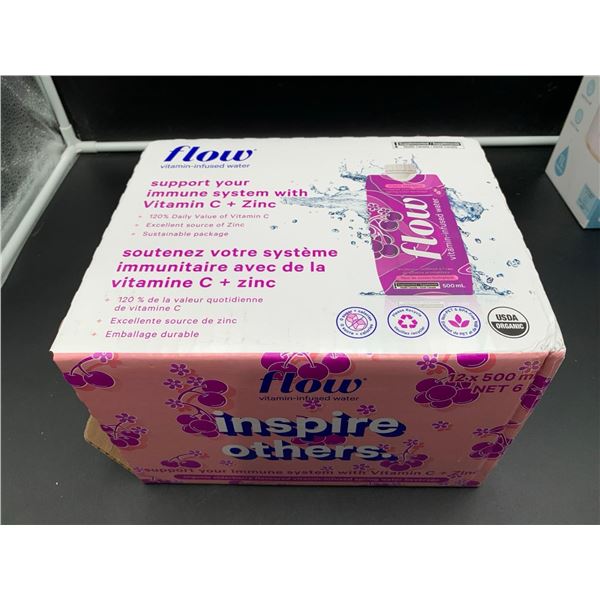 flow
vitamin-infused water
support your
immune system with
Vitamin C + Zinc
+ 120% Daily Value of Vitamin C
+ Excellent source of Zinc
+ Sustainable package
soutenez votre système
immunitaire avec de la
vitamine C + zinc
+ 120 % de la valeur quotidienne
de vitamine C
+ Excellente source de zinc
+ Emballage durable
flow
vitamin-infused water
500 mL
USDA
ORGANIC
flow
vitamin-infused water
12 x 500 m
NET 6
inspire
others.
support your immune system with Vitamin C + Zinc